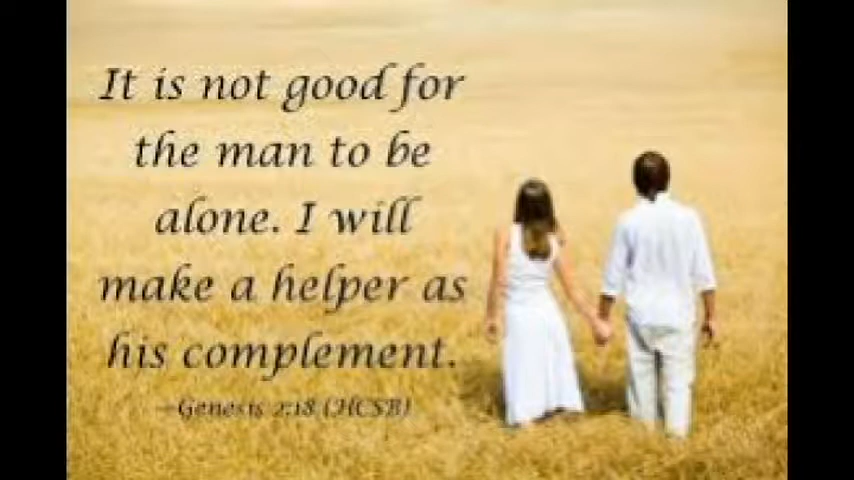 It is not good for
the man to be
alone. I will
make a helper as
his complement.
—Genesis 2:18 (HCSB)